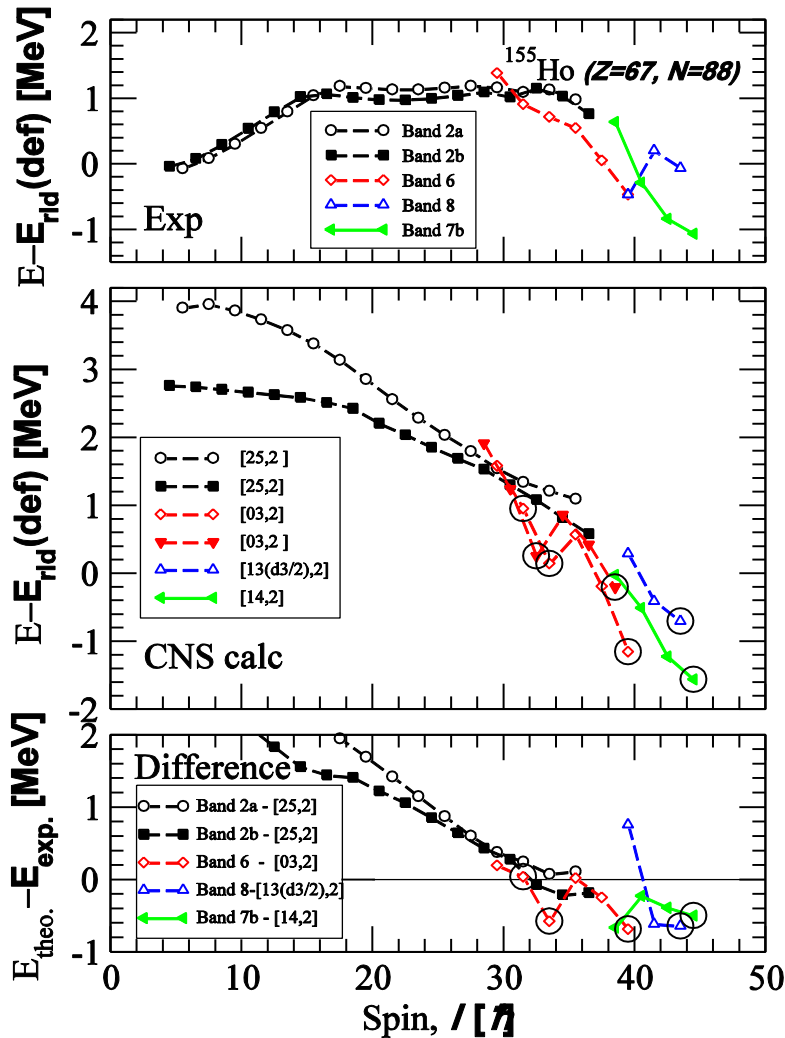 E–E_rld(def) [MeV]
2
1
0
-1
¹⁵⁵Ho (Z=67, N=88)
Band 2a
Band 2b
Band 6
Band 8
Band 7b
Exp
E–E_rld(def) [MeV]
4
3
2
1
0
-1
-2
[25,2 ]
[25,2]
[03,2]
[03,2 ]
[13(d3/2),2]
[14,2]
CNS calc
E_theo.–E_exp. [MeV]
2
1
0
-1
Difference
Band 2a - [25,2]
Band 2b - [25,2]
Band 6 - [03,2]
Band 8-[13(d3/2),2]
Band 7b - [14,2]
0 10 20 30 40 50
Spin, I [ħ]